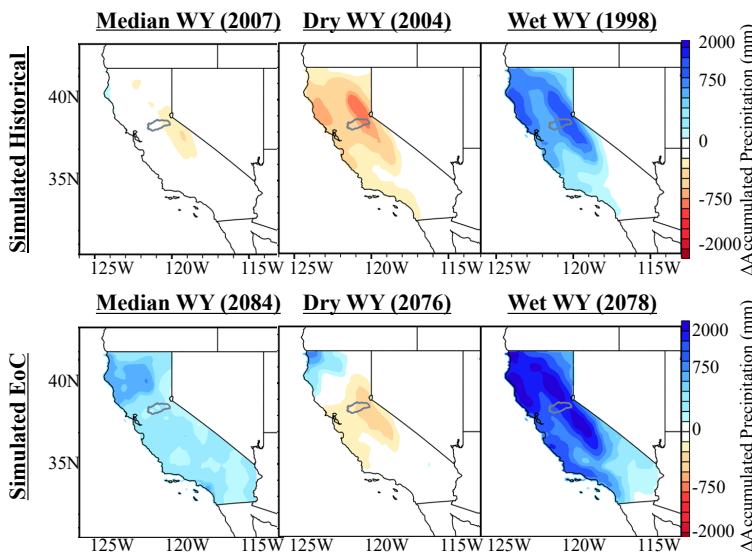 Median WY (2007) Dry WY (2004) Wet WY (1998)
Simulated Historical
40N
35N
125W 120W 115W 125W 120W 115W 125W 120W 115W
2000
750
0
-750
-2000
ΔAccumulated Precipitation (mm)
Median WY (2084) Dry WY (2076) Wet WY (2078)
Simulated EoC
40N
35N
125W 120W 115W 125W 120W 115W 125W 120W 115W
2000
750
0
-750
-2000
ΔAccumulated Precipitation (mm)